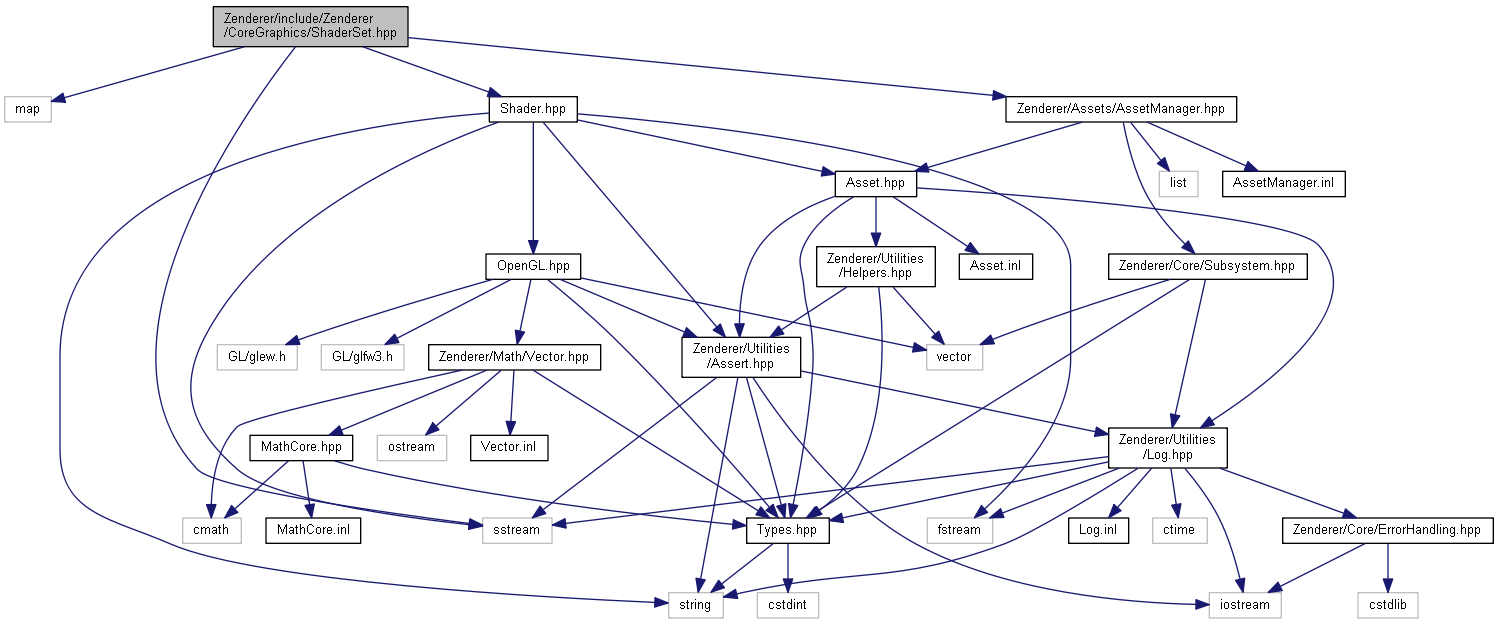 Zenderer/include/Zenderer
/CoreGraphics/ShaderSet.hpp
map
Shader.hpp
Zenderer/Assets/AssetManager.hpp
Asset.hpp
list
AssetManager.inl
OpenGL.hpp
Zenderer/Utilities
/Helpers.hpp
Asset.inl
Zenderer/Core/Subsystem.hpp
GL/glew.h
GL/glfw3.h
Zenderer/Math/Vector.hpp
Zenderer/Utilities
/Assert.hpp
vector
MathCore.hpp
ostream
Vector.inl
Zenderer/Utilities
/Log.hpp
cmath
MathCore.inl
sstream
Types.hpp
fstream
Log.inl
ctime
Zenderer/Core/ErrorHandling.hpp
string
cstdint
iostream
cstdlib